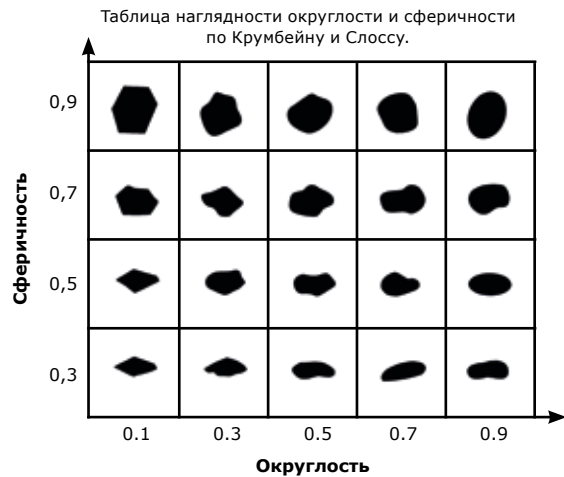 Таблица наглядности округлости и сферичности
по Крумбейну и Слоссу.
Сферичность
0,9
0,7
0,5
0,3
0.1 0.3 0.5 0.7 0.9
Округлость